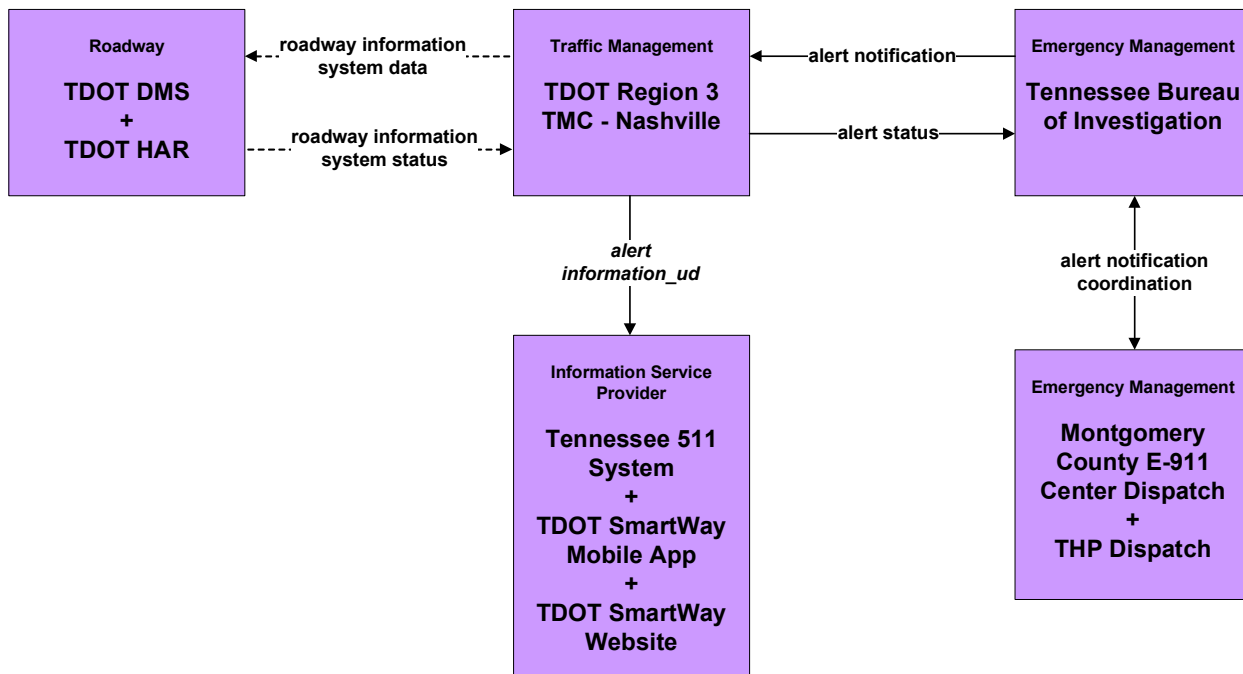 Roadway
TDOT DMS
+
TDOT HAR
roadway information
system data
roadway information
system status
Traffic Management
TDOT Region 3
TMC - Nashville
alert notification
alert status
Emergency Management
Tennessee Bureau
of Investigation
alert
information_ud
alert notification
coordination
Information Service
Provider
Tennessee 511
System
+
TDOT SmartWay
Mobile App
+
TDOT SmartWay
Website
Emergency Management
Montgomery
County E-911
Center Dispatch
+
THP Dispatch